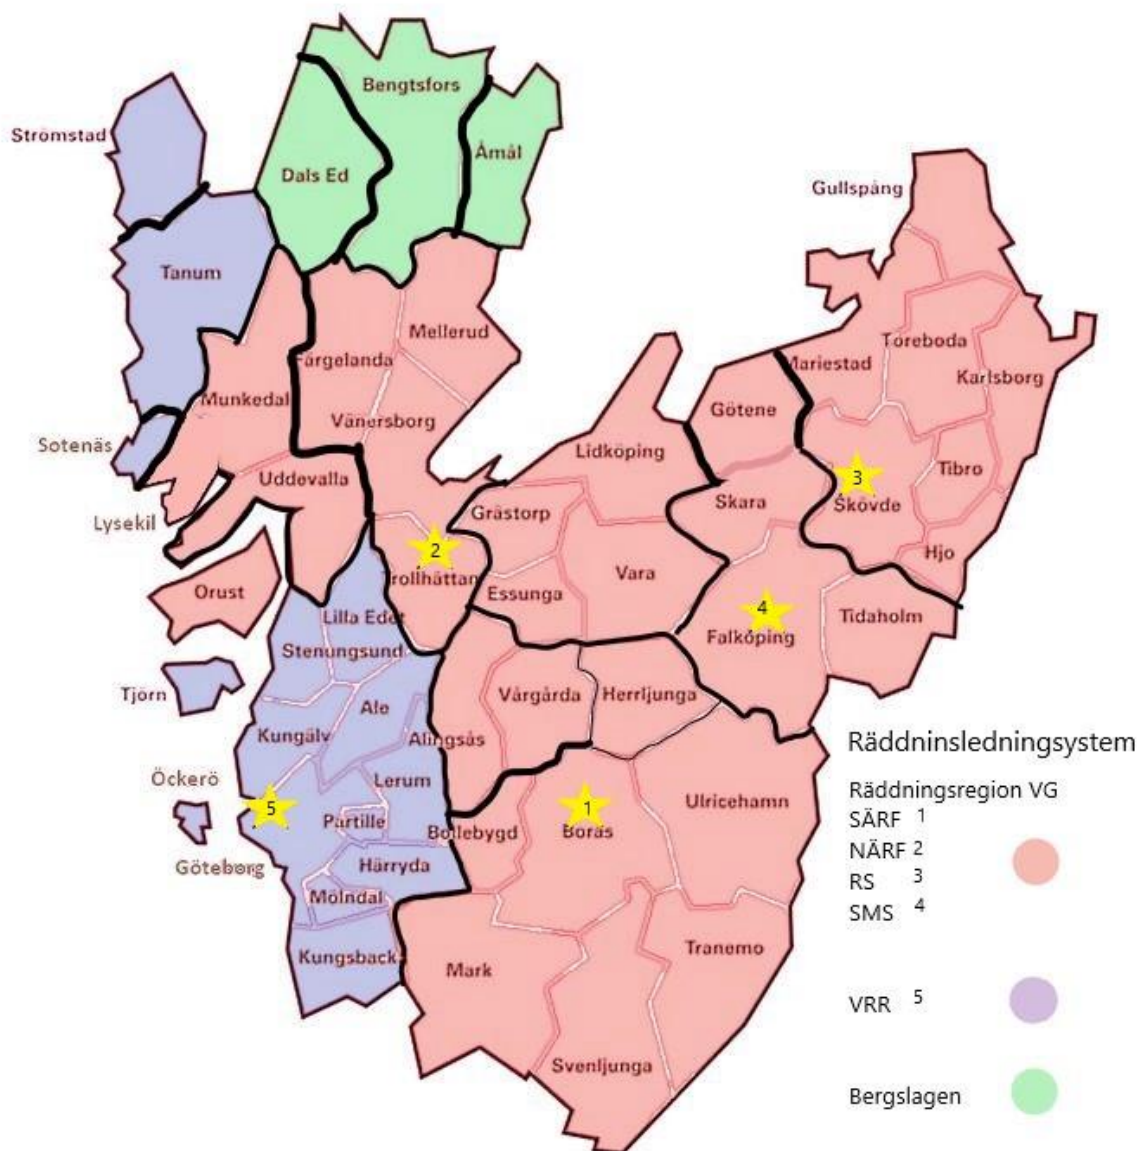 Bengtsfors
Strömstad
Åmål
Dals Ed
Gullspång
Tanum
Mellerud
Töreboda
Färgelanda
Mariestad
Karlsborg
Munkedal
Götene
Vänersborg
Sotenäs
Lidköping
Tibro
Uddevalla
3
Skara
Skövde
Lysekil
Grästorp
2
Hjo
Trollhättan
Vara
Orust
Essunga
4
Lilla Edet
Falköping
Tidaholm
Stenungsund
Tjörn
Vårgårda
Herrljunga
Ale
Kungälv
Alingsås
Räddninsledningsystem
Öckerö
Lerum
Räddningsregion VG
5
1
Ulricehamn
SÄRF 1
Partille
Bollebygd
Borås
NÄRF 2
Göteborg
Härryda
RS 3
Mölndal
SMS 4
Kungsback
Mark
Tranemo
VRR 5
Svenljunga
Bergslagen